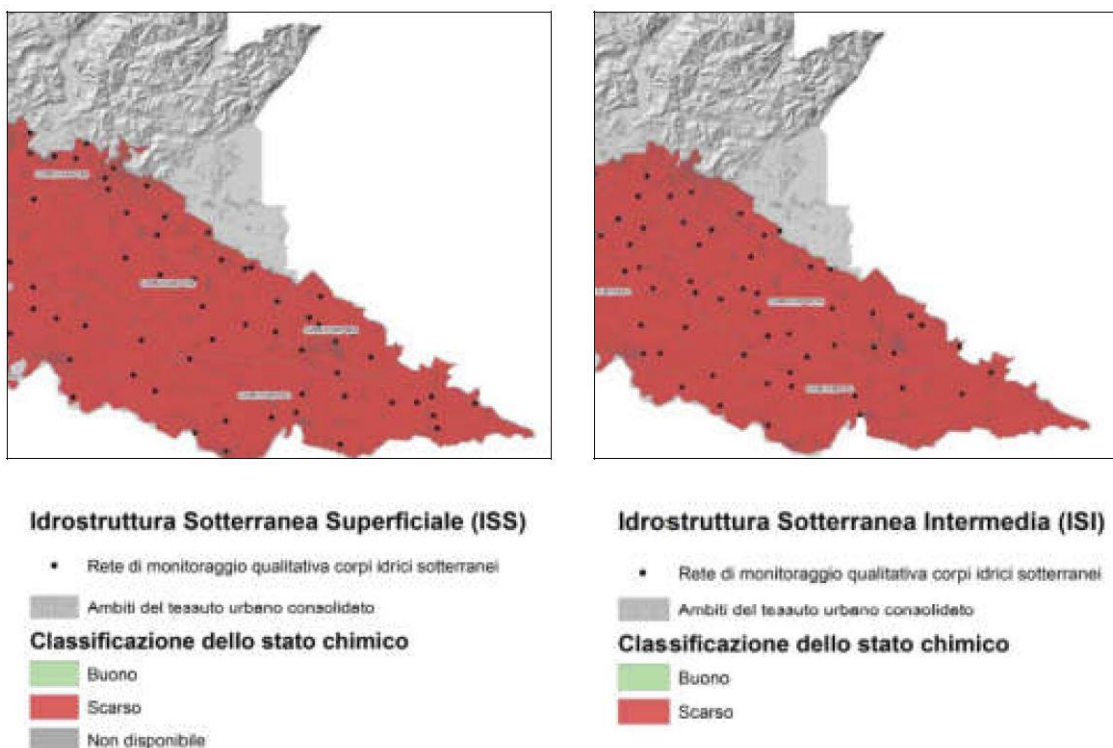 Idrostruttura Sotterranea Superficiale (ISS)
Rete di monitoraggio qualitativa corpi idrici sotterranei
Ambiti del tessuto urbano consolidato
Classificazione dello stato chimico
Buono
Scarso
Non disponibile
Idrostruttura Sotterranea Intermedia (ISI)
Rete di monitoraggio qualitativa corpi idrici sotterranei
Ambiti del tessuto urbano consolidato
Classificazione dello stato chimico
Buono
Scarso